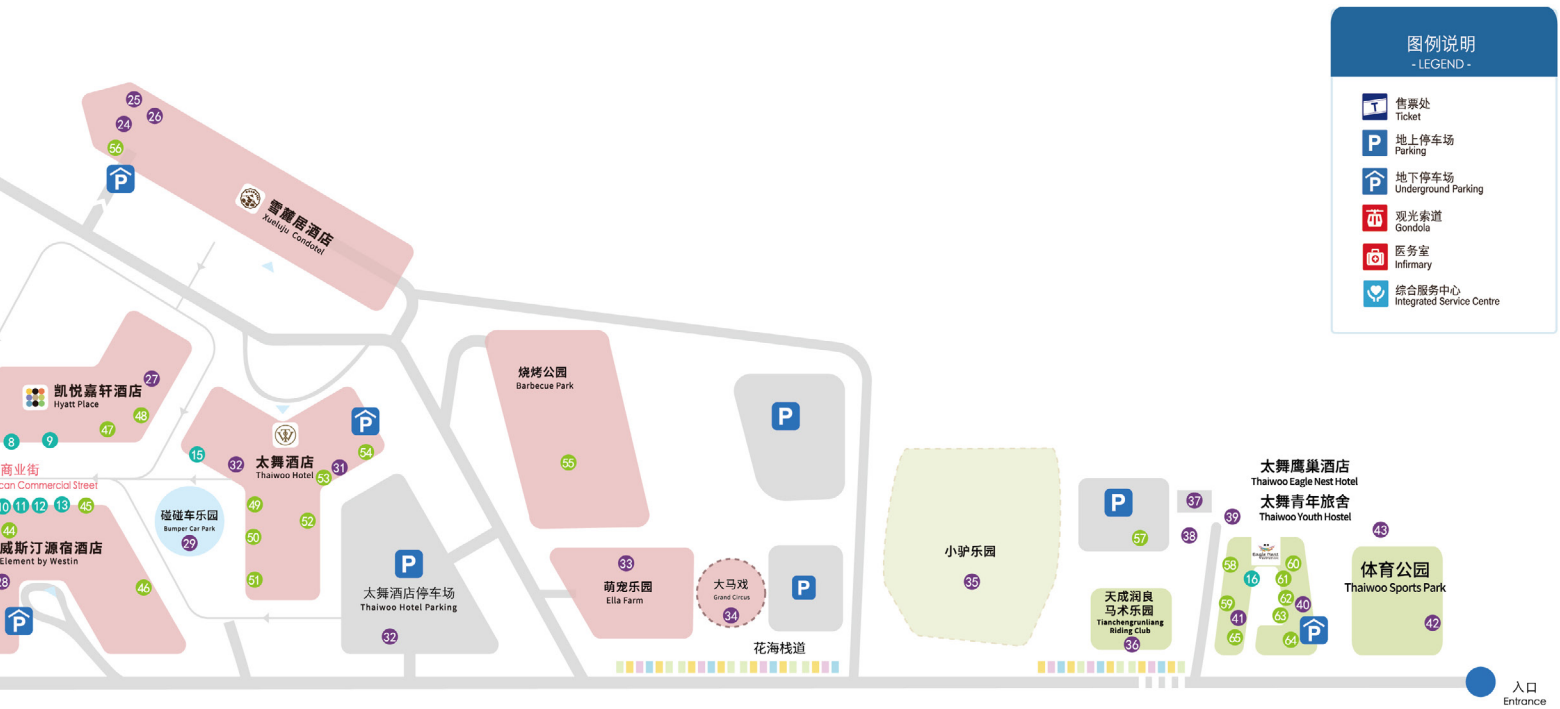 图例说明
- LEGEND -
T
售票处
Ticket
P
地上停车场
Parking
P
地下停车场
Underground Parking
观光索道
Gondola
医务室
Infirmary
综合服务中心
Integrated Service Centre
25
24
26
56
P
雪麓居酒店
Xueluju Condotel
27
凯悦嘉轩酒店
Hyatt Place
48
47
8
9
商业街
can Commercial Street
10
11
12
13
45
44
威斯汀源宿酒店
Element by Westin
28
46
P
15
32
太舞酒店
Thaiwoo Hotel
53
31
54
P
49
50
51
52
碰碰车乐园
Bumper Car Park
29
P
太舞酒店停车场
Thaiwoo Hotel Parking
32
烧烤公园
Barbecue Park
55
P
33
萌宠乐园
Ella Farm
大马戏
Grand Circus
34
P
花海栈道
小驴乐园
35
P
57
37
38
39
天成润良
马术乐园
Tianchengrunliang
Riding Club
36
太舞鹰巢酒店
Thaiwoo Eagle Nest Hotel
太舞青年旅舍
Thaiwoo Youth Hostel
Eagle Nest
58
16
60
61
59
62
40
41
63
65
64
P
43
体育公园
Thaiwoo Sports Park
42
入口
Entrance